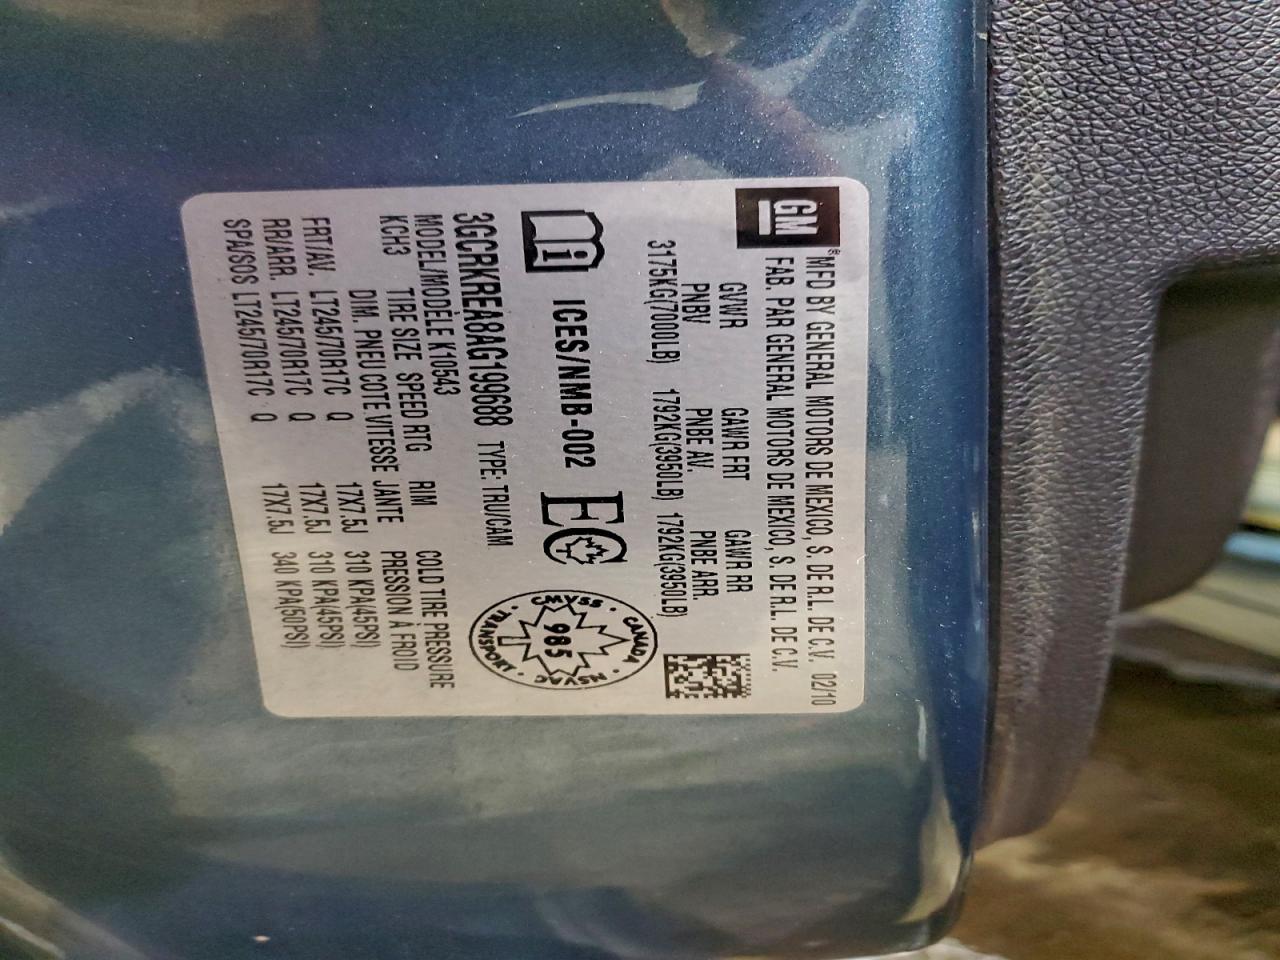 GM
MFD BY GENERAL MOTORS DE MEXICO, S. DE R.L. DE C.V. 02/10
FAB. PAR GENERAL MOTORS DE MEXICO, S. DE R.L. DE C.V.
GVWR GAWR FRT GAWR RR
PNBV PNBE AV. PNBE ARR.
3175KG(7000LB) 1792KG(3950LB) 1792KG(3950LB)
i ICES/NMB-002 EC
CANADA · CMVSS · TRANSPORT · NSVAC
985
3GCRKREA8AG199688 TYPE: TRU/CAM
MODEL/MODÈLE K10543
KCH3 TIRE SIZE SPEED RTG RIM COLD TIRE PRESSURE
DIM. PNEU COTE VITESSE JANTE PRESSION À FROID
FRT/AV. LT245/70R17C Q 17X7.5J 310 KPA(45PSI)
RR/ARR. LT245/70R17C Q 17X7.5J 310 KPA(45PSI)
SPA/SOS LT245/70R17C Q 17X7.5J 340 KPA(50PSI)